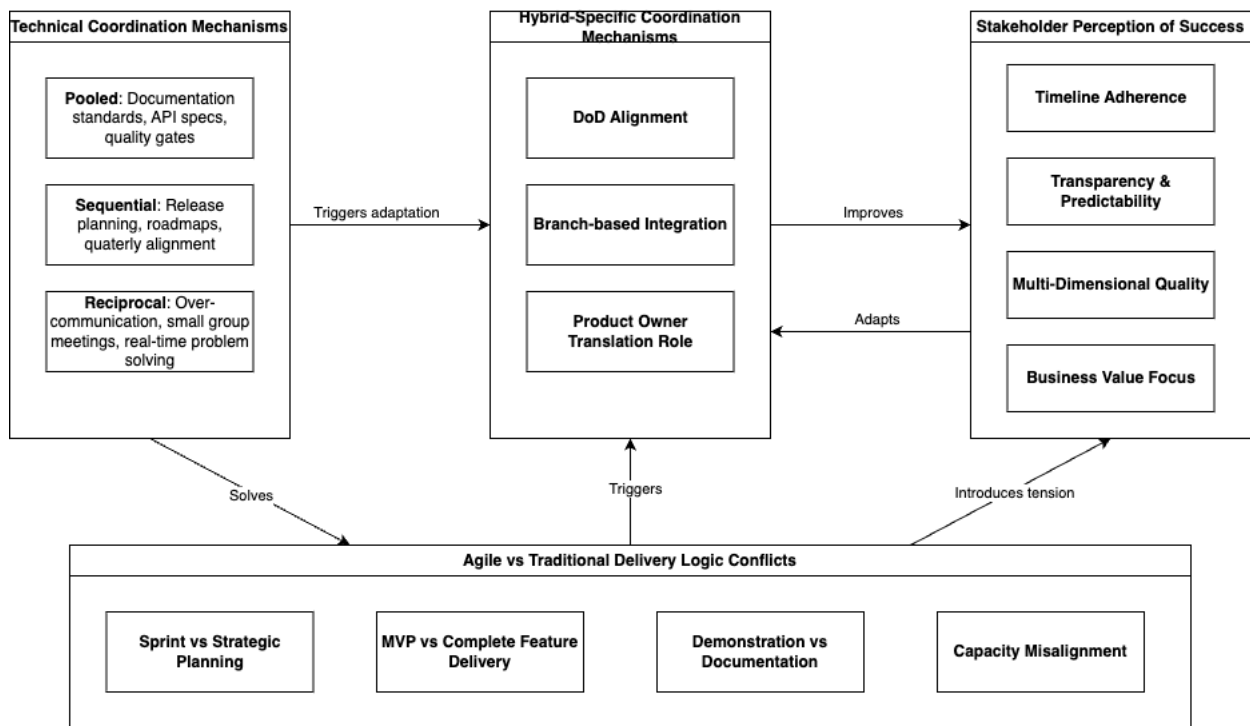 Technical Coordination Mechanisms
Pooled: Documentation
standards, API specs,
quality gates
Sequential: Release
planning, roadmaps,
quaterly alignment
Reciprocal: Over-
communication, small group
meetings, real-time problem
solving
Triggers adaptation
Hybrid-Specific Coordination
Mechanisms
DoD Alignment
Branch-based Integration
Product Owner
Translation Role
Improves
Adapts
Stakeholder Perception of Success
Timeline Adherence
Transparency &
Predictability
Multi-Dimensional Quality
Business Value Focus
Solves
Triggers
Introduces tension
Agile vs Traditional Delivery Logic Conflicts
Sprint vs Strategic
Planning
MVP vs Complete Feature
Delivery
Demonstration vs
Documentation
Capacity Misalignment